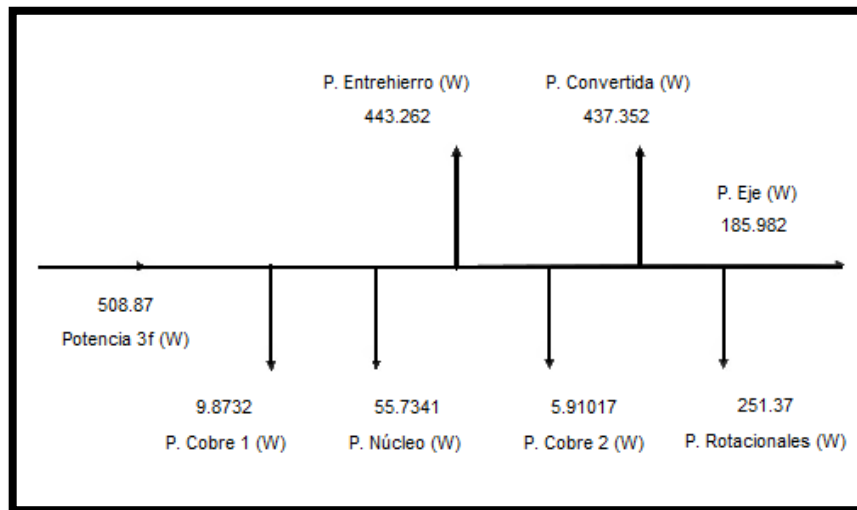 P. Entrehierro (W)
443.262
P. Convertida (W)
437.352
P. Eje (W)
185.982
508.87
Potencia 3f (W)
9.8732
P. Cobre 1 (W)
55.7341
P. Núcleo (W)
5.91017
P. Cobre 2 (W)
251.37
P. Rotacionales (W)